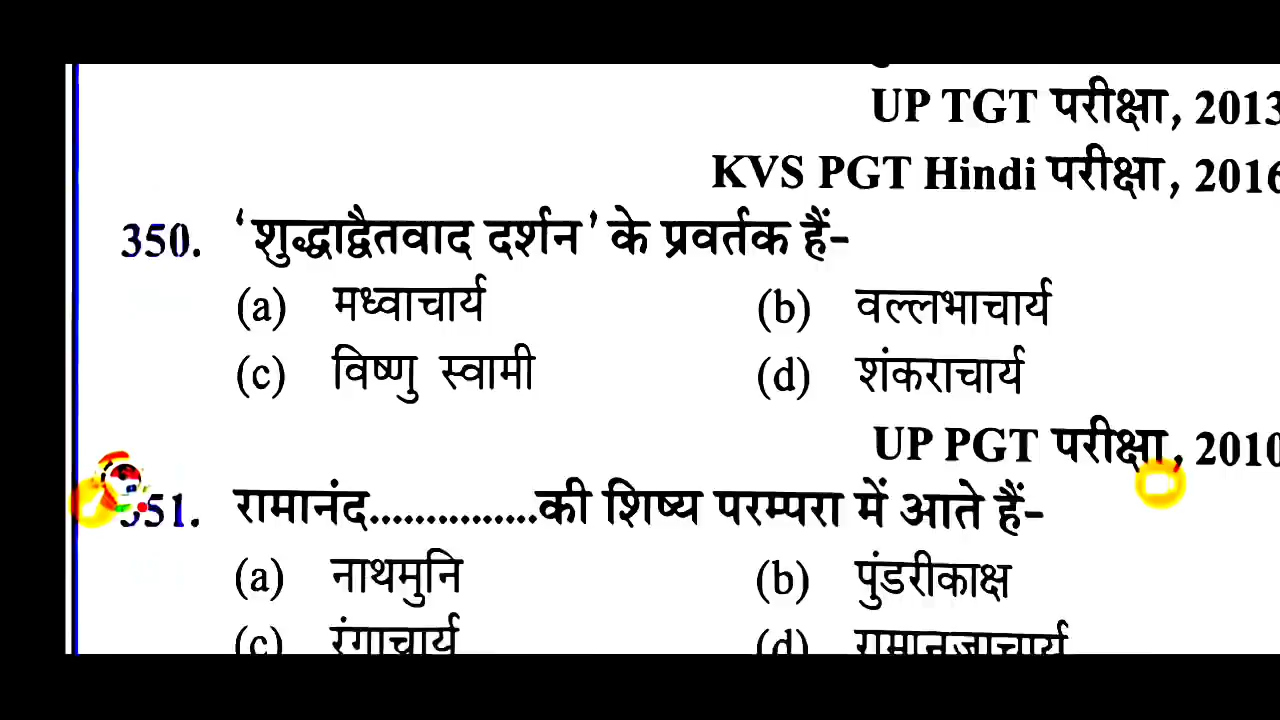 UP TGT परीक्षा, 2013
KVS PGT Hindi परीक्षा, 2016
350. ‘शुद्धाद्वैतवाद दर्शन’ के प्रवर्तक हैं-
(a) मध्वाचार्य (b) वल्लभाचार्य
(c) विष्णु स्वामी (d) शंकराचार्य
UP PGT परीक्षा, 2010
351. रामानंद...............की शिष्य परम्परा में आते हैं-
(a) नाथमुनि (b) पुंडरीकाक्ष
(c) रंगाचार्य (d) रामानुजाचार्य